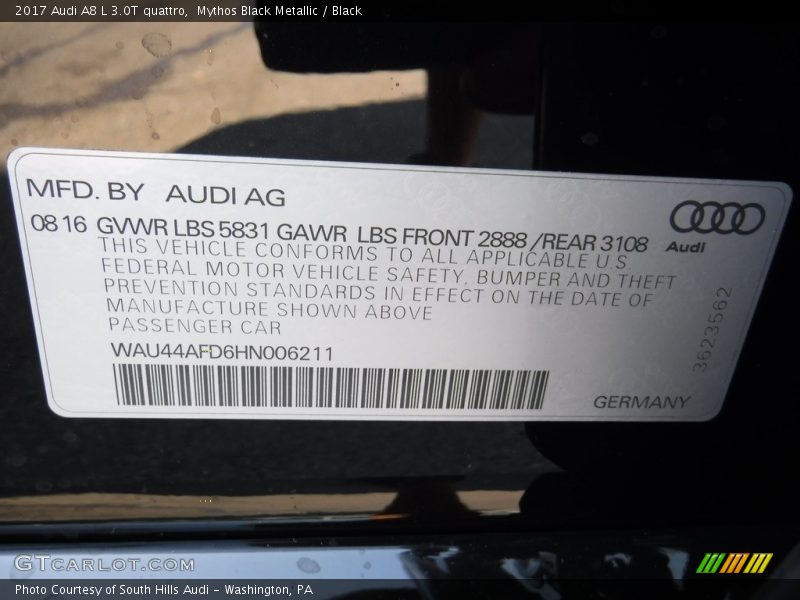 2017 Audi A8 L 3.0T quattro, Mythos Black Metallic / Black
MFD. BY AUDI AG
08 16 GVWR LBS 5831 GAWR LBS FRONT 2888 / REAR 3108
THIS VEHICLE CONFORMS TO ALL APPLICABLE U.S
FEDERAL MOTOR VEHICLE SAFETY, BUMPER AND THEFT
PREVENTION STANDARDS IN EFFECT ON THE DATE OF
MANUFACTURE SHOWN ABOVE
PASSENGER CAR
WAU44AFD6HN006211
Audi
3623562
GERMANY
GTCARLOT.COM
Photo Courtesy of South Hills Audi - Washington, PA